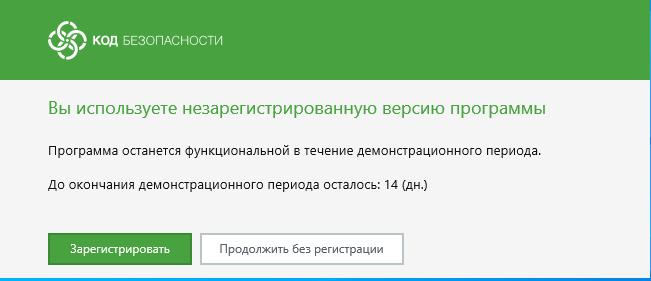 КОД БЕЗОПАСНОСТИ
Вы используете незарегистрированную версию программы
Программа останется функциональной в течение демонстрационного периода.
До окончания демонстрационного периода осталось: 14 (дн.)
Зарегистрировать
Продолжить без регистрации